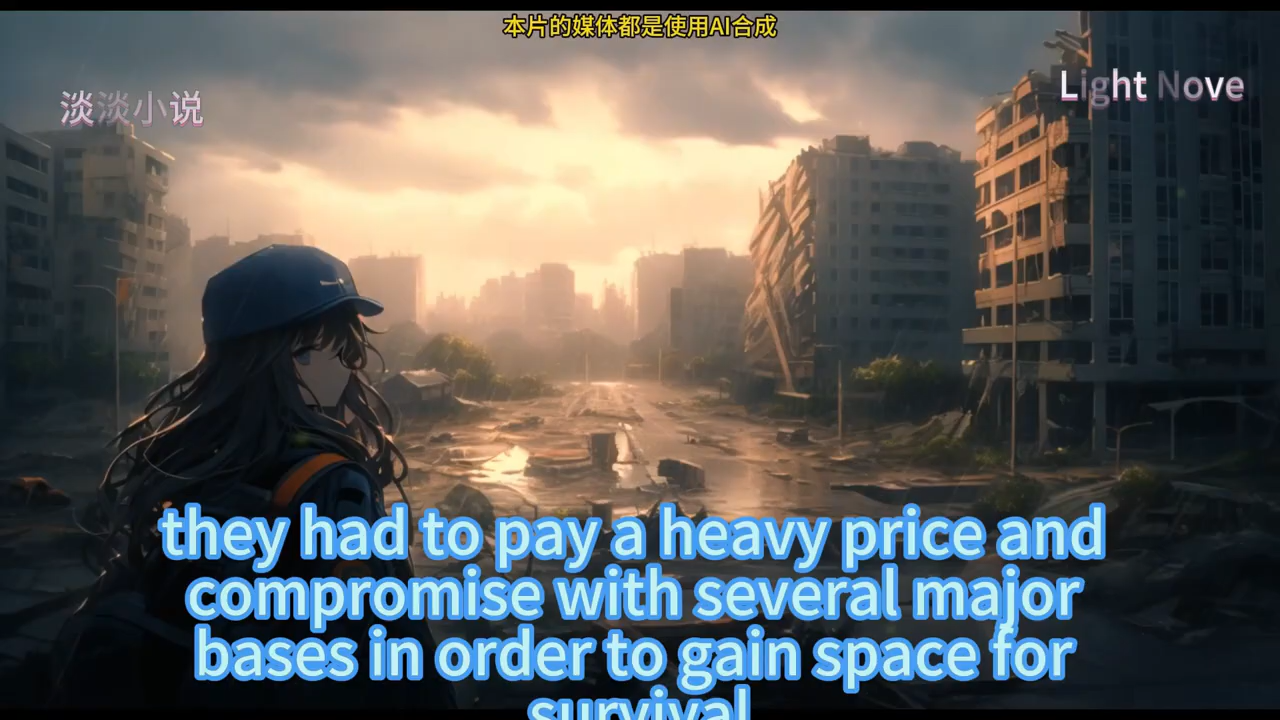 本片的媒体都是使用AI合成
淡淡小说
Light Nove
they had to pay a heavy price and
compromise with several major
bases in order to gain space for
survival